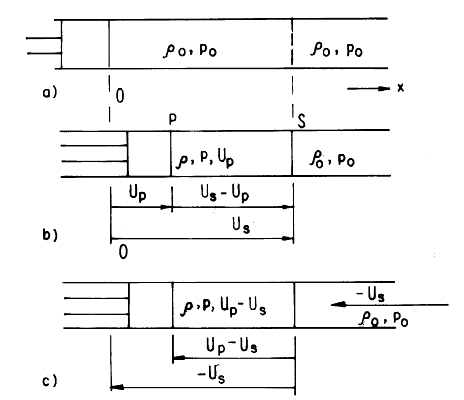 ρ₀, p₀ ρ₀, p₀
a) 0 x
P S
ρ, P, Uₚ ρ₀, p₀
Uₚ Uₛ-Uₚ
Uₛ
b) 0
-Uₛ
ρ, P, Uₚ-Uₛ ρ₀, p₀
Uₚ-Uₛ
-Uₛ
c)